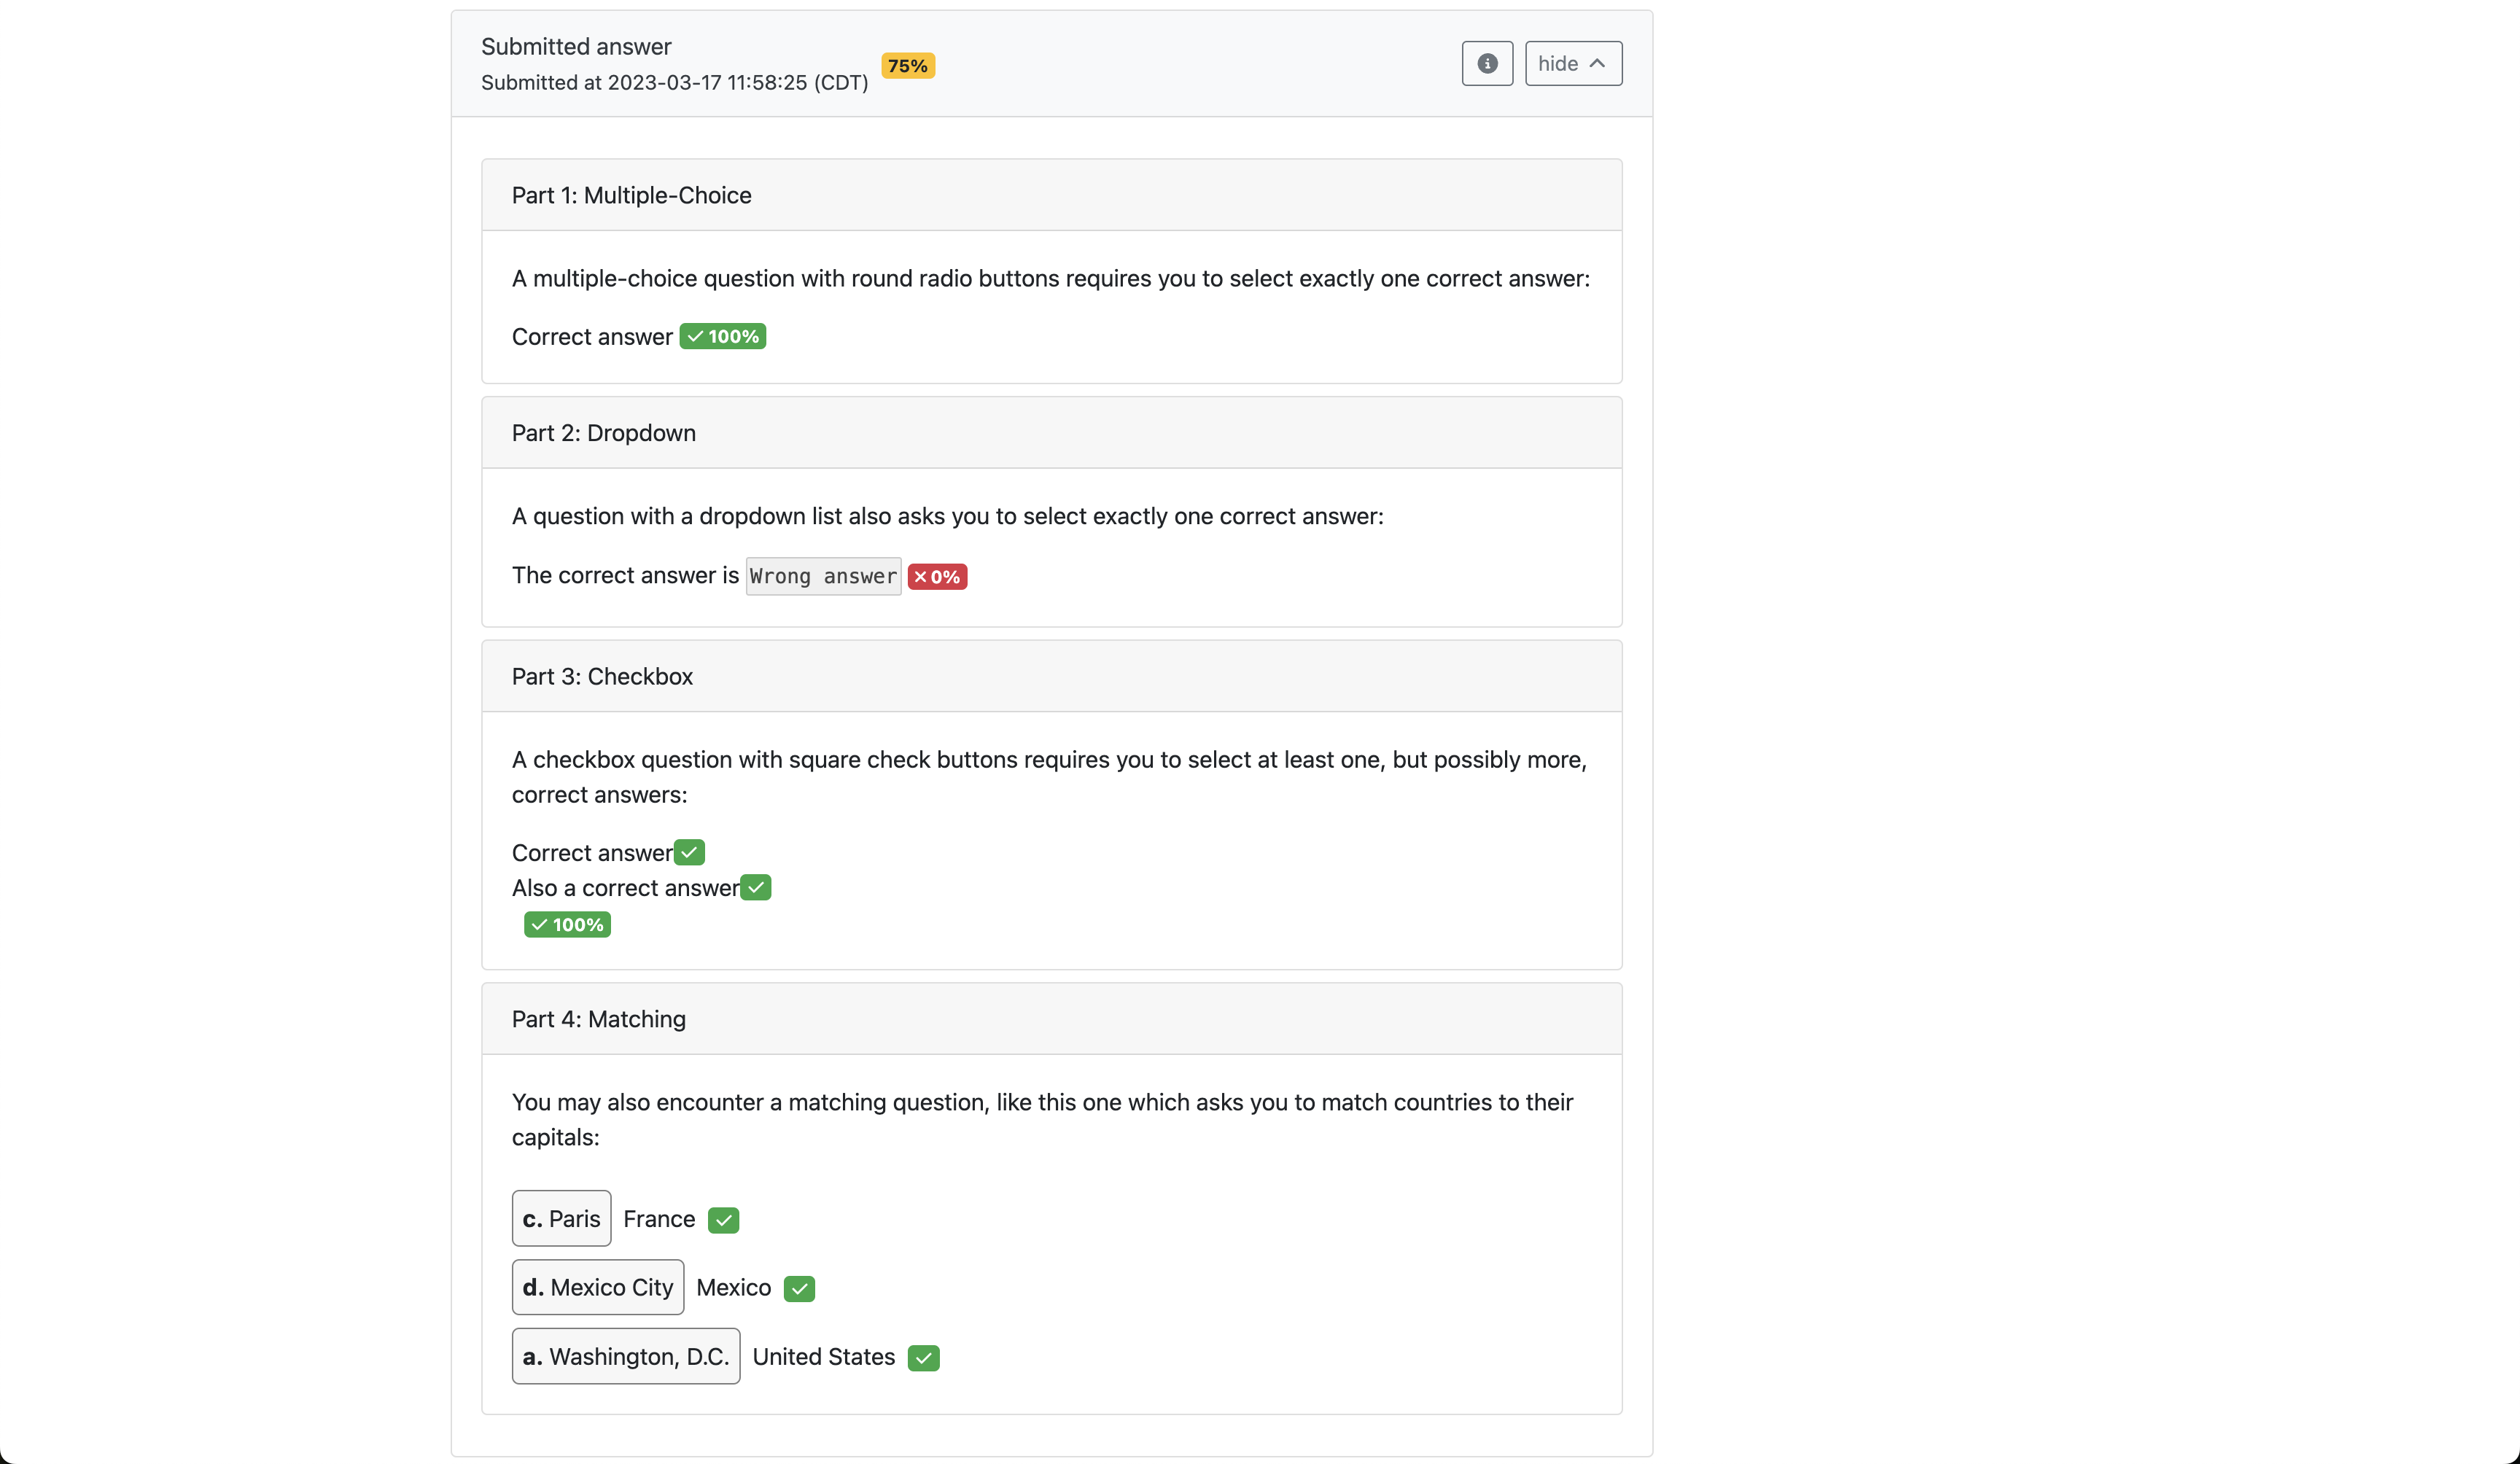 Submitted answer
Submitted at 2023-03-17 11:58:25 (CDT)
75%
hide
Part 1: Multiple-Choice
A multiple-choice question with round radio buttons requires you to select exactly one correct answer:
Correct answer 100%
Part 2: Dropdown
A question with a dropdown list also asks you to select exactly one correct answer:
The correct answer is Wrong answer 0%
Part 3: Checkbox
A checkbox question with square check buttons requires you to select at least one, but possibly more,
correct answers:
Correct answer
Also a correct answer
100%
Part 4: Matching
You may also encounter a matching question, like this one which asks you to match countries to their
capitals:
c. Paris France
d. Mexico City Mexico
a. Washington, D.C. United States